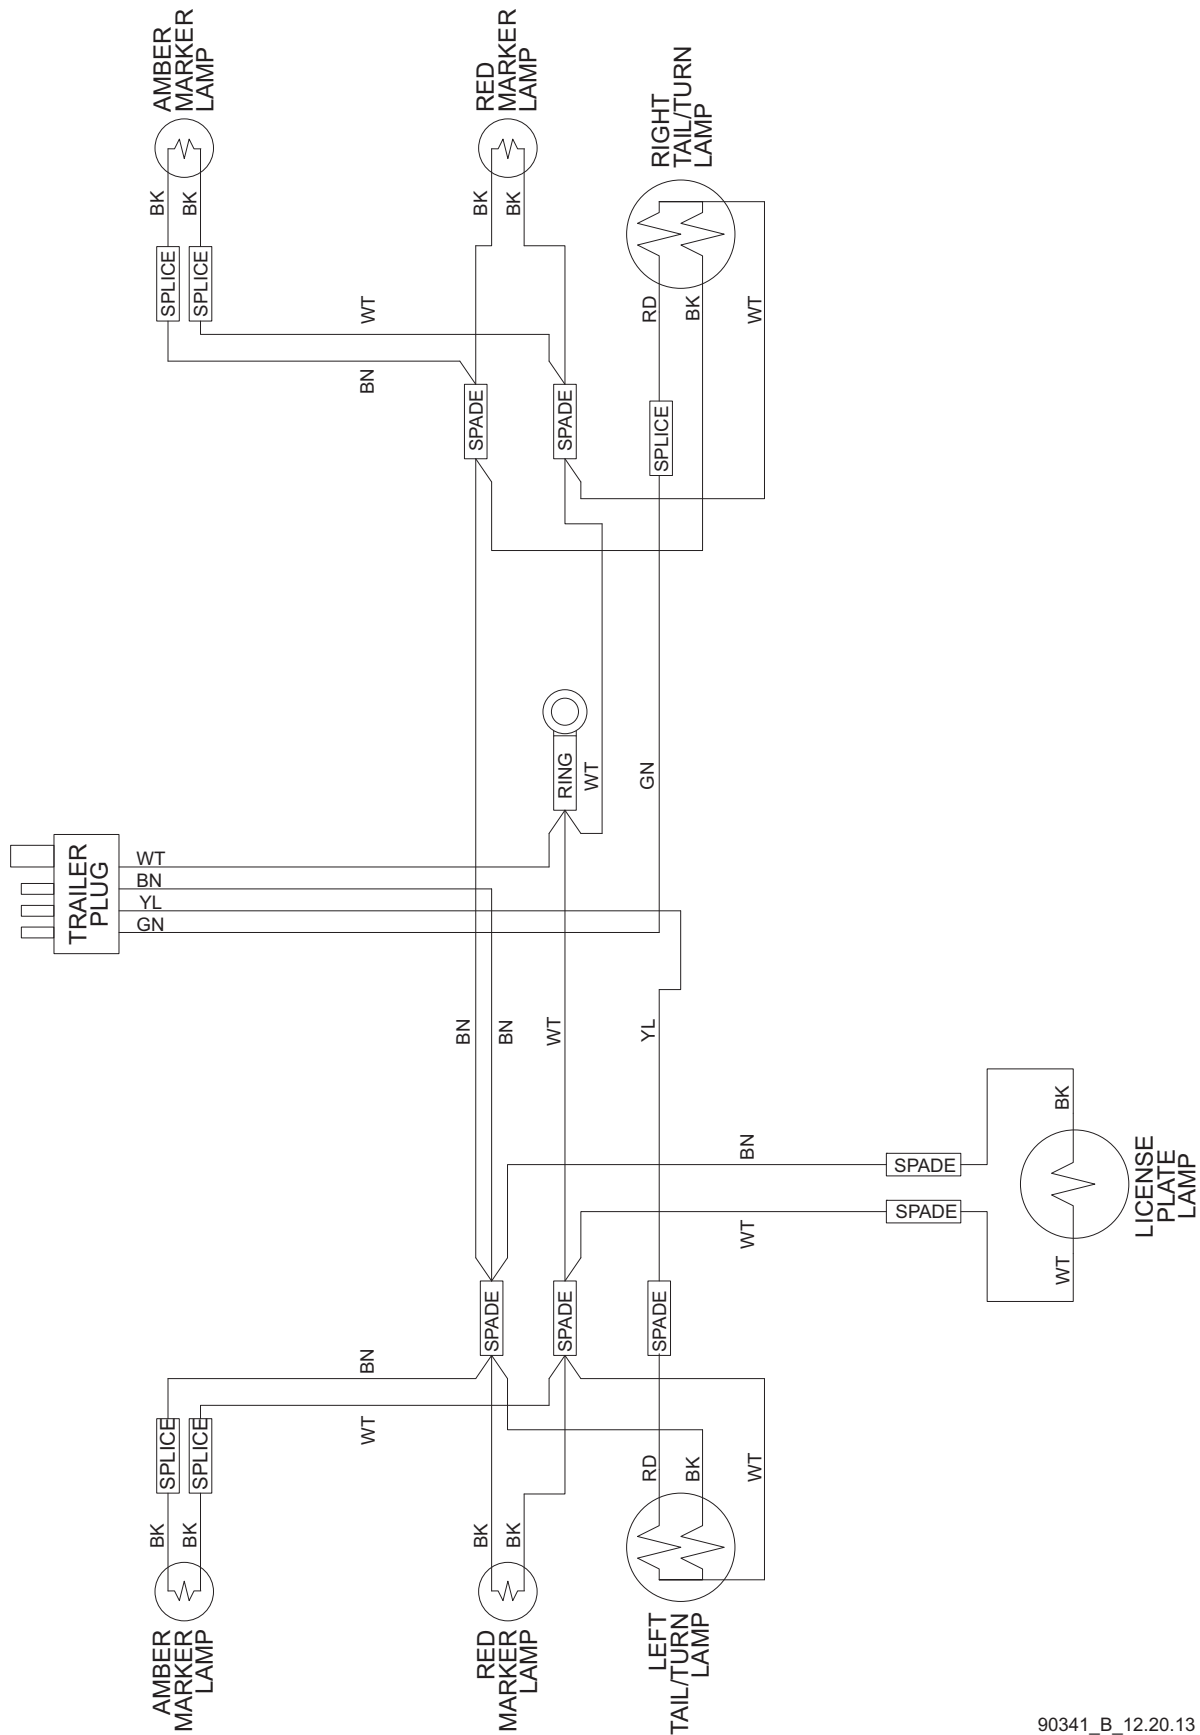 AMBER
MARKER
LAMP
RED
MARKER
LAMP
RIGHT
TAIL/TURN
LAMP
BK
BK
BK
BK
RD
BK
WT
SPLICE
SPLICE
WT
BN
SPADE
SPADE
SPLICE
RING
WT
GN
TRAILER
PLUG
WT
BN
YL
GN
BN
BN
WT
YL
BN
WT
SPADE
SPADE
BK
WT
LICENSE
PLATE
LAMP
SPADE
SPADE
SPADE
BN
WT
SPLICE
SPLICE
BK
BK
BK
BK
RD
BK
WT
AMBER
MARKER
LAMP
RED
MARKER
LAMP
LEFT
TAIL/TURN
LAMP
90341_B_12.20.13